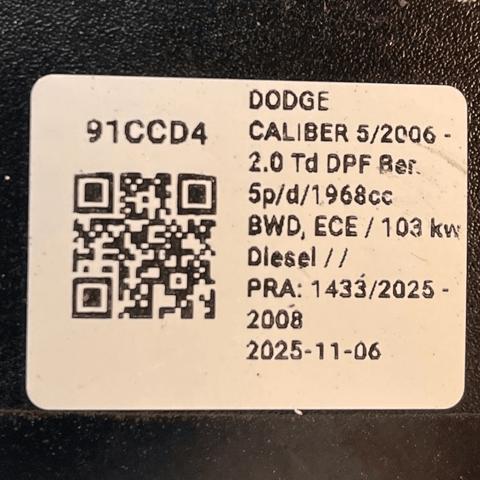 91CCD4
DODGE
CALIBER 5/2006 -
2.0 Td DPF Ber.
5p/d/1968cc
BWD, ECE / 103 kw
Diesel / /
PRA: 1433/2025 -
2008
2025-11-06